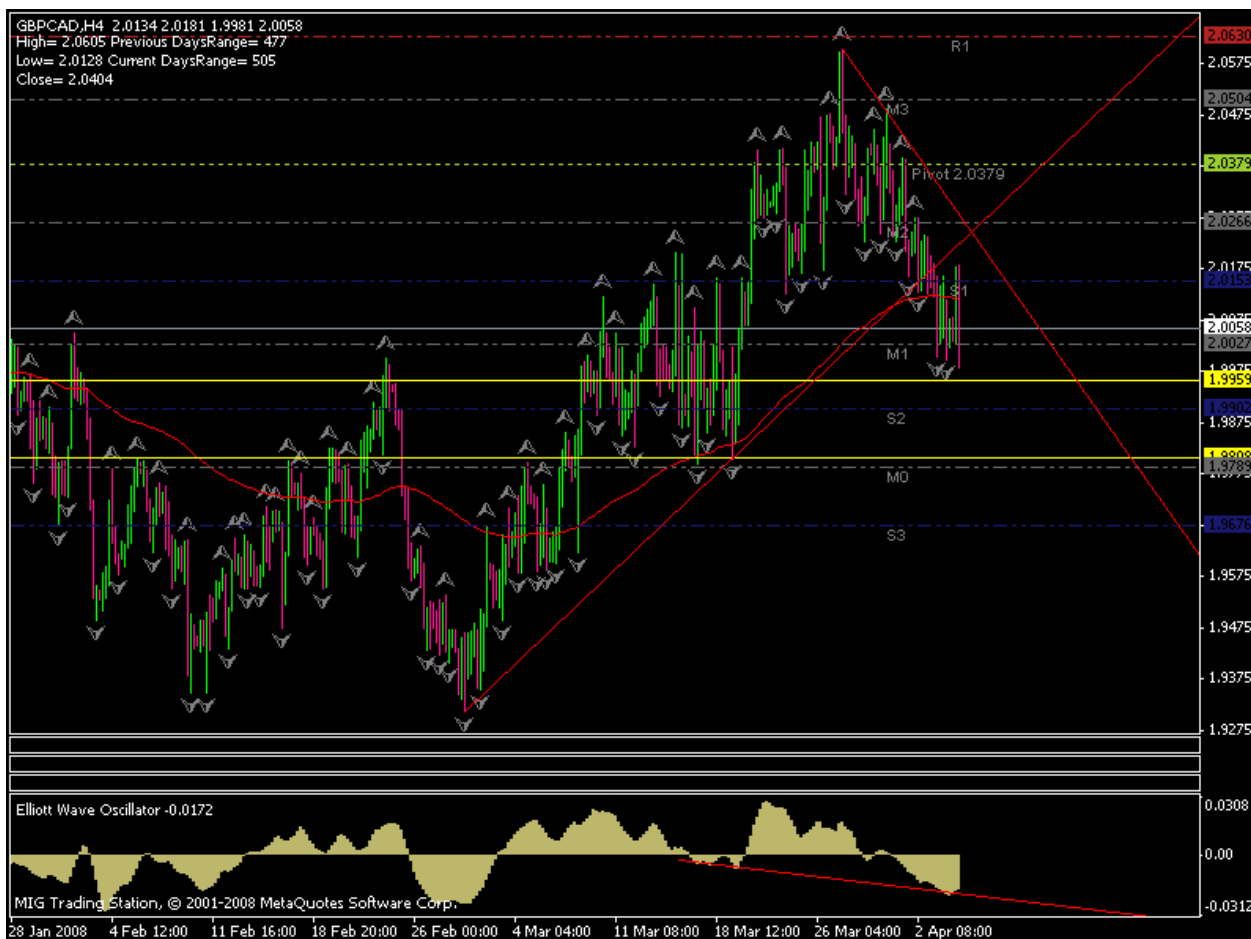 GBPCAD,H4 2.0134 2.0181 1.9981 2.0058
High= 2.0605 Previous DaysRange= 477
Low= 2.0128 Current DaysRange= 505
Close= 2.0404
2.0630
R1
2.0575
2.0504
M3
2.0475
2.0379
Pivot 2.0379
2.0266
M2
2.0175
2.0153
S1
2.0058
2.0027
M1
1.9959
1.9902
S2
1.9875
1.9789
M0
1.9676
S3
1.9575
1.9475
1.9375
1.9275
Elliott Wave Oscillator -0.0172
0.0308
0.00
-0.0312
MIG Trading Station, © 2001-2008 MetaQuotes Software Corp.
28 Jan 2008 4 Feb 12:00 11 Feb 16:00 18 Feb 20:00 26 Feb 00:00 4 Mar 04:00 11 Mar 08:00 18 Mar 12:00 26 Mar 04:00 2 Apr 08:00